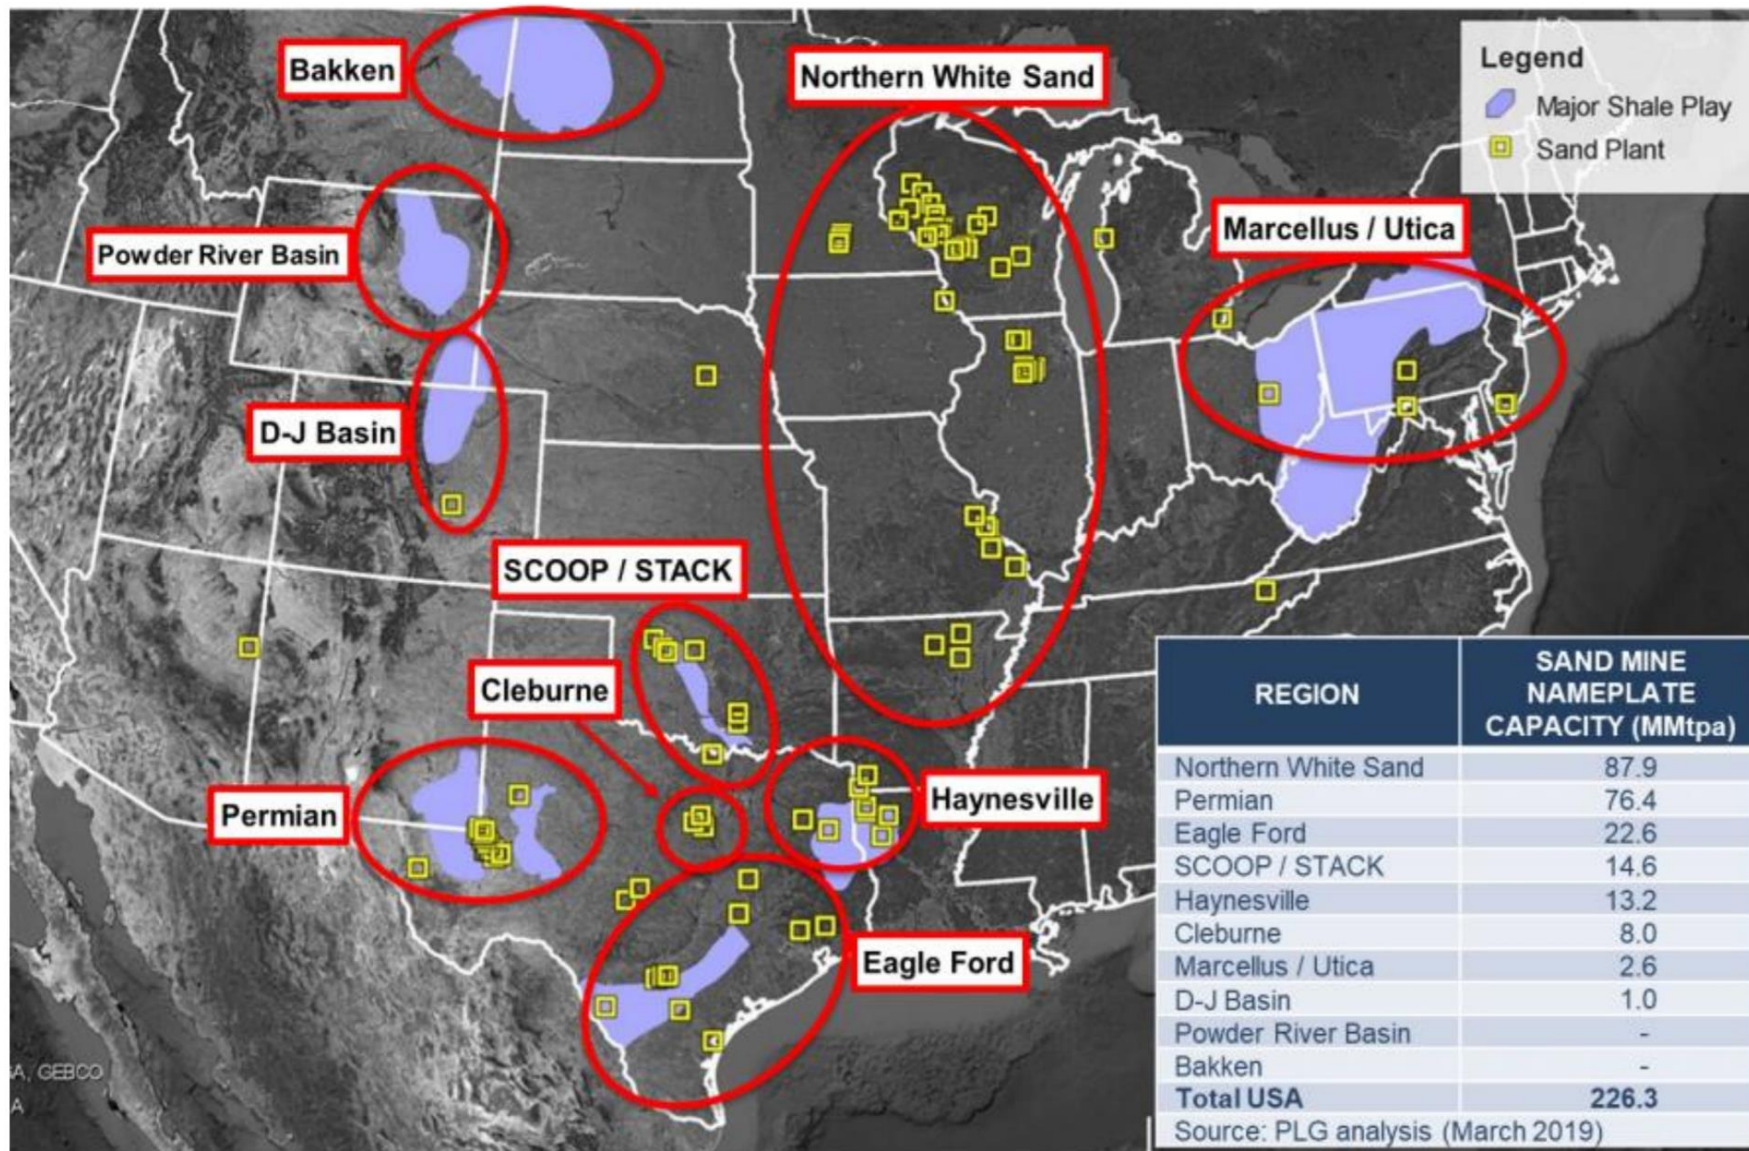 Bakken
Northern White Sand
Legend
Major Shale Play
Sand Plant
Powder River Basin
Marcellus / Utica
D-J Basin
SCOOP / STACK
Cleburne
Permian
Haynesville
Eagle Ford
REGION
SAND MINE
NAMEPLATE
CAPACITY (MMtpa)
Northern White Sand 87.9
Permian 76.4
Eagle Ford 22.6
SCOOP / STACK 14.6
Haynesville 13.2
Cleburne 8.0
Marcellus / Utica 2.6
D-J Basin 1.0
Powder River Basin -
Bakken -
Total USA 226.3
Source: PLG analysis (March 2019)
A, GEBCO
A